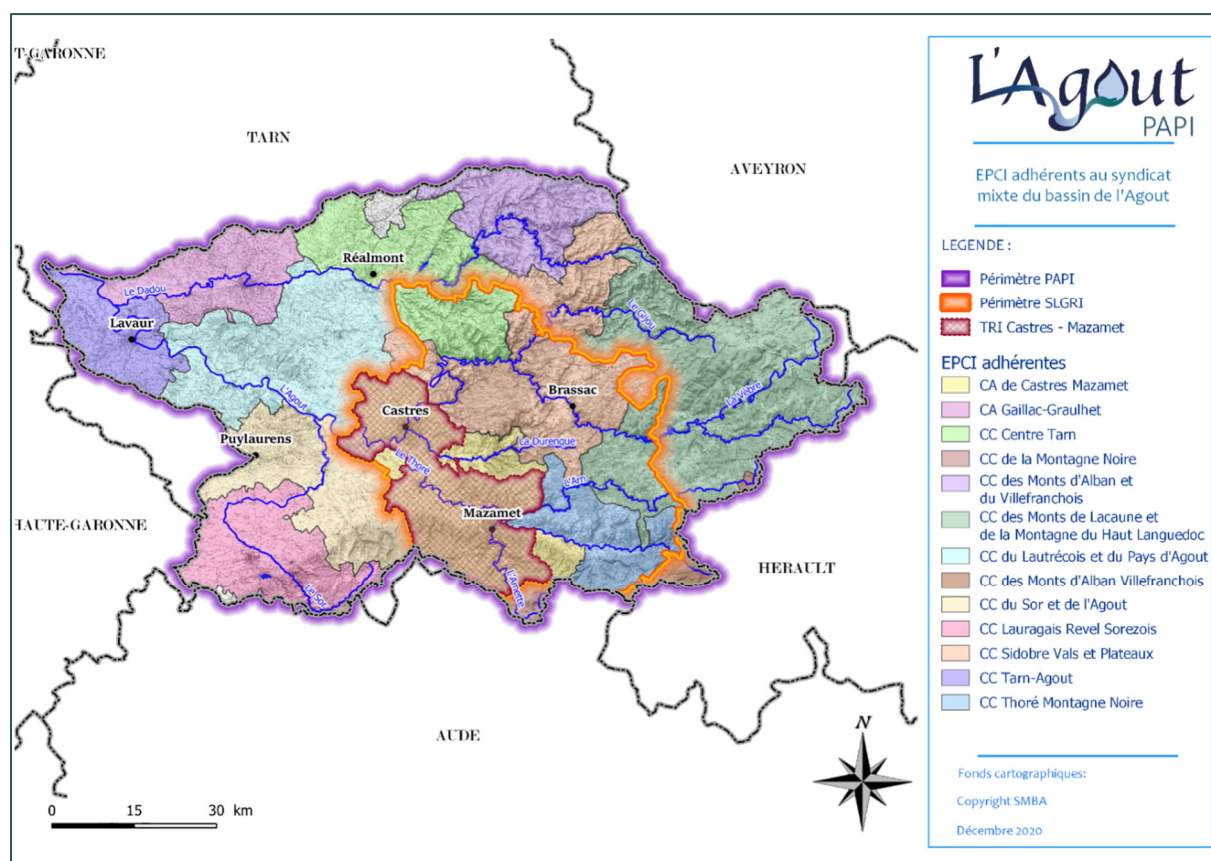 T-GARONNE
TARN
AVEYRON
Réalmont
Le Dadou
Le Gijou
Lavaur
L'Agout
Brassac
La Vèbre
Castres
Puylaurens
La Durenque
Le Thoré
L'Arn
Mazamet
HAUTE-GARONNE
HERAULT
Le Sor
L'Arnette
AUDE
N
0 15 30 km
L'Agout
PAPI
EPCI adhérents au syndicat
mixte du bassin de l'Agout
LEGENDE :
Périmètre PAPI
Périmètre SLGRI
TRI Castres - Mazamet
EPCI adhérentes
CA de Castres Mazamet
CA Gaillac-Graulhet
CC Centre Tarn
CC de la Montagne Noire
CC des Monts d'Alban et
du Villefranchois
CC des Monts de Lacaune et
de la Montagne du Haut Languedoc
CC du Lautrécois et du Pays d'Agout
CC des Monts d'Alban Villefranchois
CC du Sor et de l'Agout
CC Lauragais Revel Sorezois
CC Sidobre Vals et Plateaux
CC Tarn-Agout
CC Thoré Montagne Noire
Fonds cartographiques:
Copyright SMBA
Décembre 2020